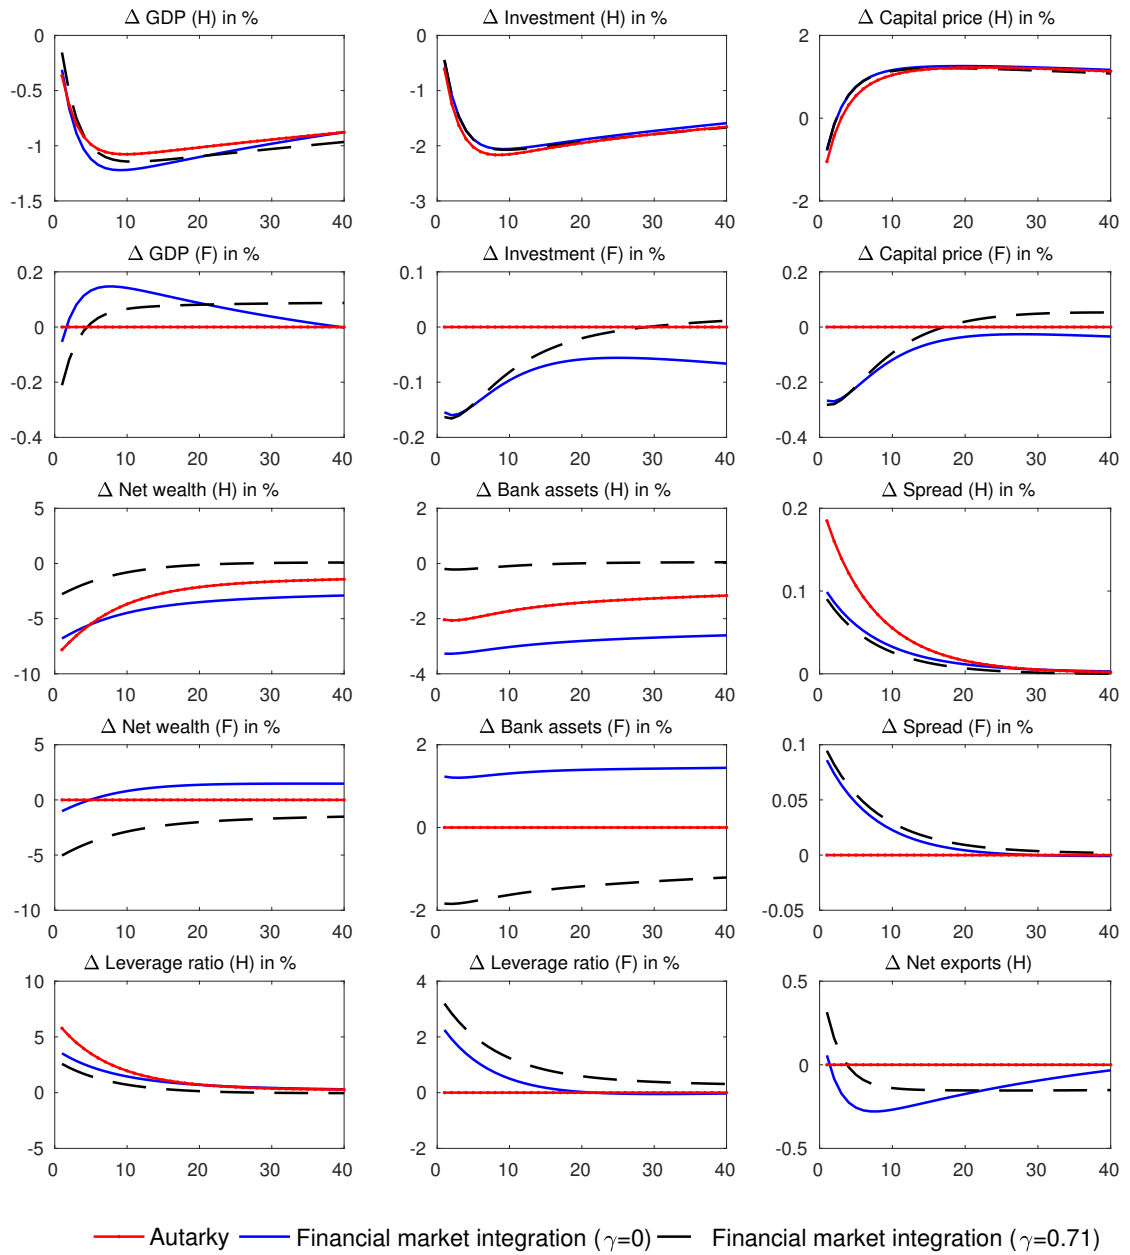 Δ GDP (H) in % Δ Investment (H) in % Δ Capital price (H) in %
0 0 2
-0.5 -1 0
-1 -2
-1.5 -3 -2
0 10 20 30 40 0 10 20 30 40 0 10 20 30 40
Δ GDP (F) in % Δ Investment (F) in % Δ Capital price (F) in %
0.2 0.1 0.2
0 0 0
-0.2 -0.1 -0.2
-0.4 -0.2 -0.4
0 10 20 30 40 0 10 20 30 40 0 10 20 30 40
Δ Net wealth (H) in % Δ Bank assets (H) in % Δ Spread (H) in %
5 2 0.2
0 0 0.1
-5 -2
-10 -4 0
0 10 20 30 40 0 10 20 30 40 0 10 20 30 40
Δ Net wealth (F) in % Δ Bank assets (F) in % Δ Spread (F) in %
5 2 0.1
0 0 0.05
-5 0
-10 -2 -0.05
0 10 20 30 40 0 10 20 30 40 0 10 20 30 40
Δ Leverage ratio (H) in % Δ Leverage ratio (F) in % Δ Net exports (H)
10 4 0.5
5 2 0
0 0
-5 -2 -0.5
0 10 20 30 40 0 10 20 30 40 0 10 20 30 40
Autarky Financial market integration (γ=0) Financial market integration (γ=0.71)